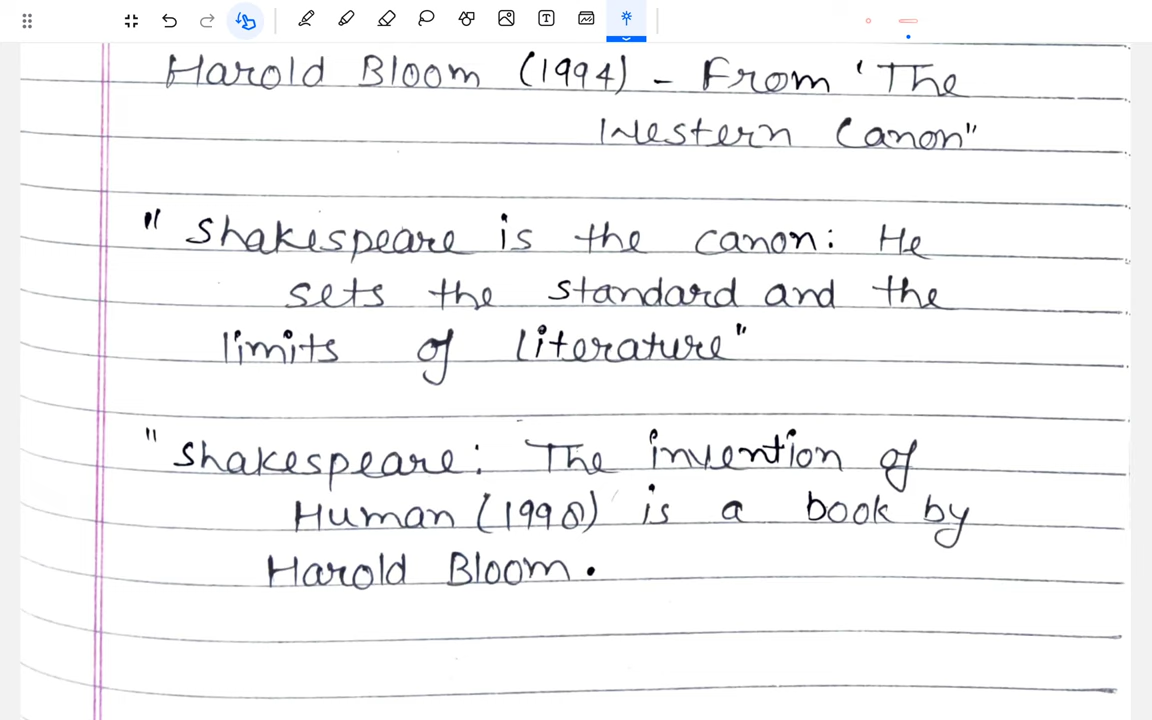 Harold Bloom (1994) - From 'The
Western Canon"
"Shakespeare is the canon: He
sets the standard and the
limits of literature"
"Shakespeare: The invention of
Human (1998) is a book by
Harold Bloom.